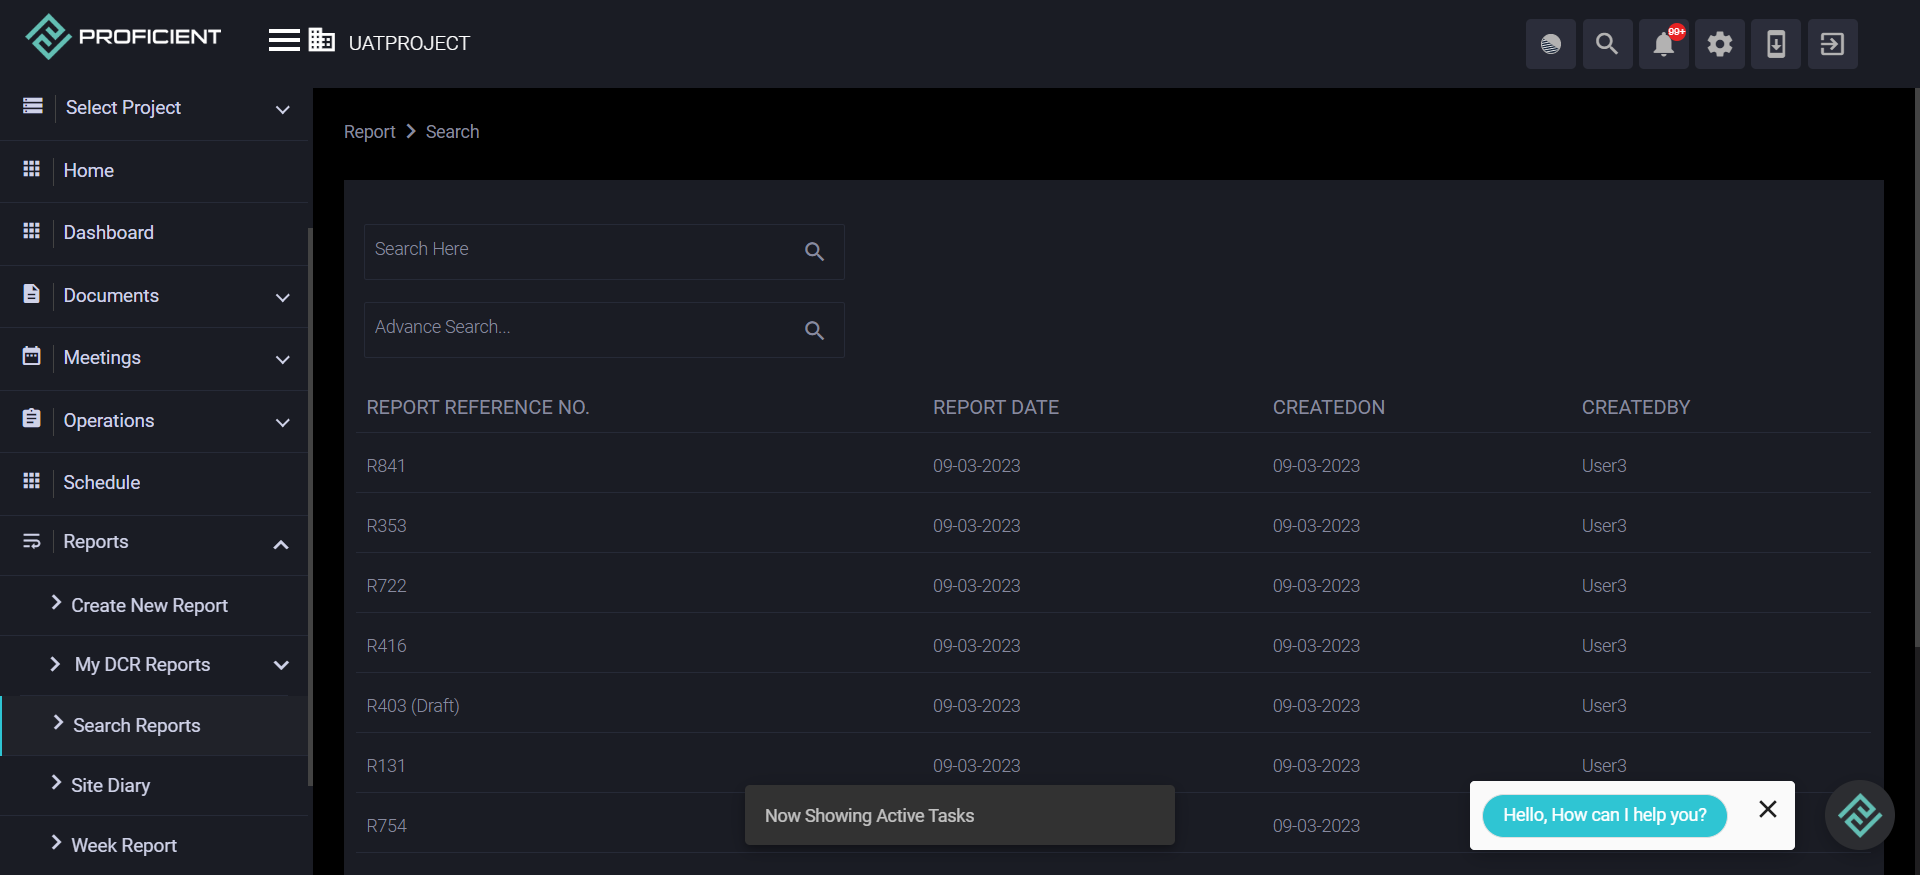 PROFICIENT
UATPROJECT
99+
Select Project
Home
Dashboard
Documents
Meetings
Operations
Schedule
Reports
Create New Report
My DCR Reports
Search Reports
Site Diary
Week Report
Report Search
Search Here
Advance Search...
REPORT REFERENCE NO. REPORT DATE CREATEDON CREATEDBY
R841 09-03-2023 09-03-2023 User3
R353 09-03-2023 09-03-2023 User3
R722 09-03-2023 09-03-2023 User3
R416 09-03-2023 09-03-2023 User3
R403 (Draft) 09-03-2023 09-03-2023 User3
R131 09-03-2023 09-03-2023 User3
R754 09-03-2023
Now Showing Active Tasks
Hello, How can I help you?